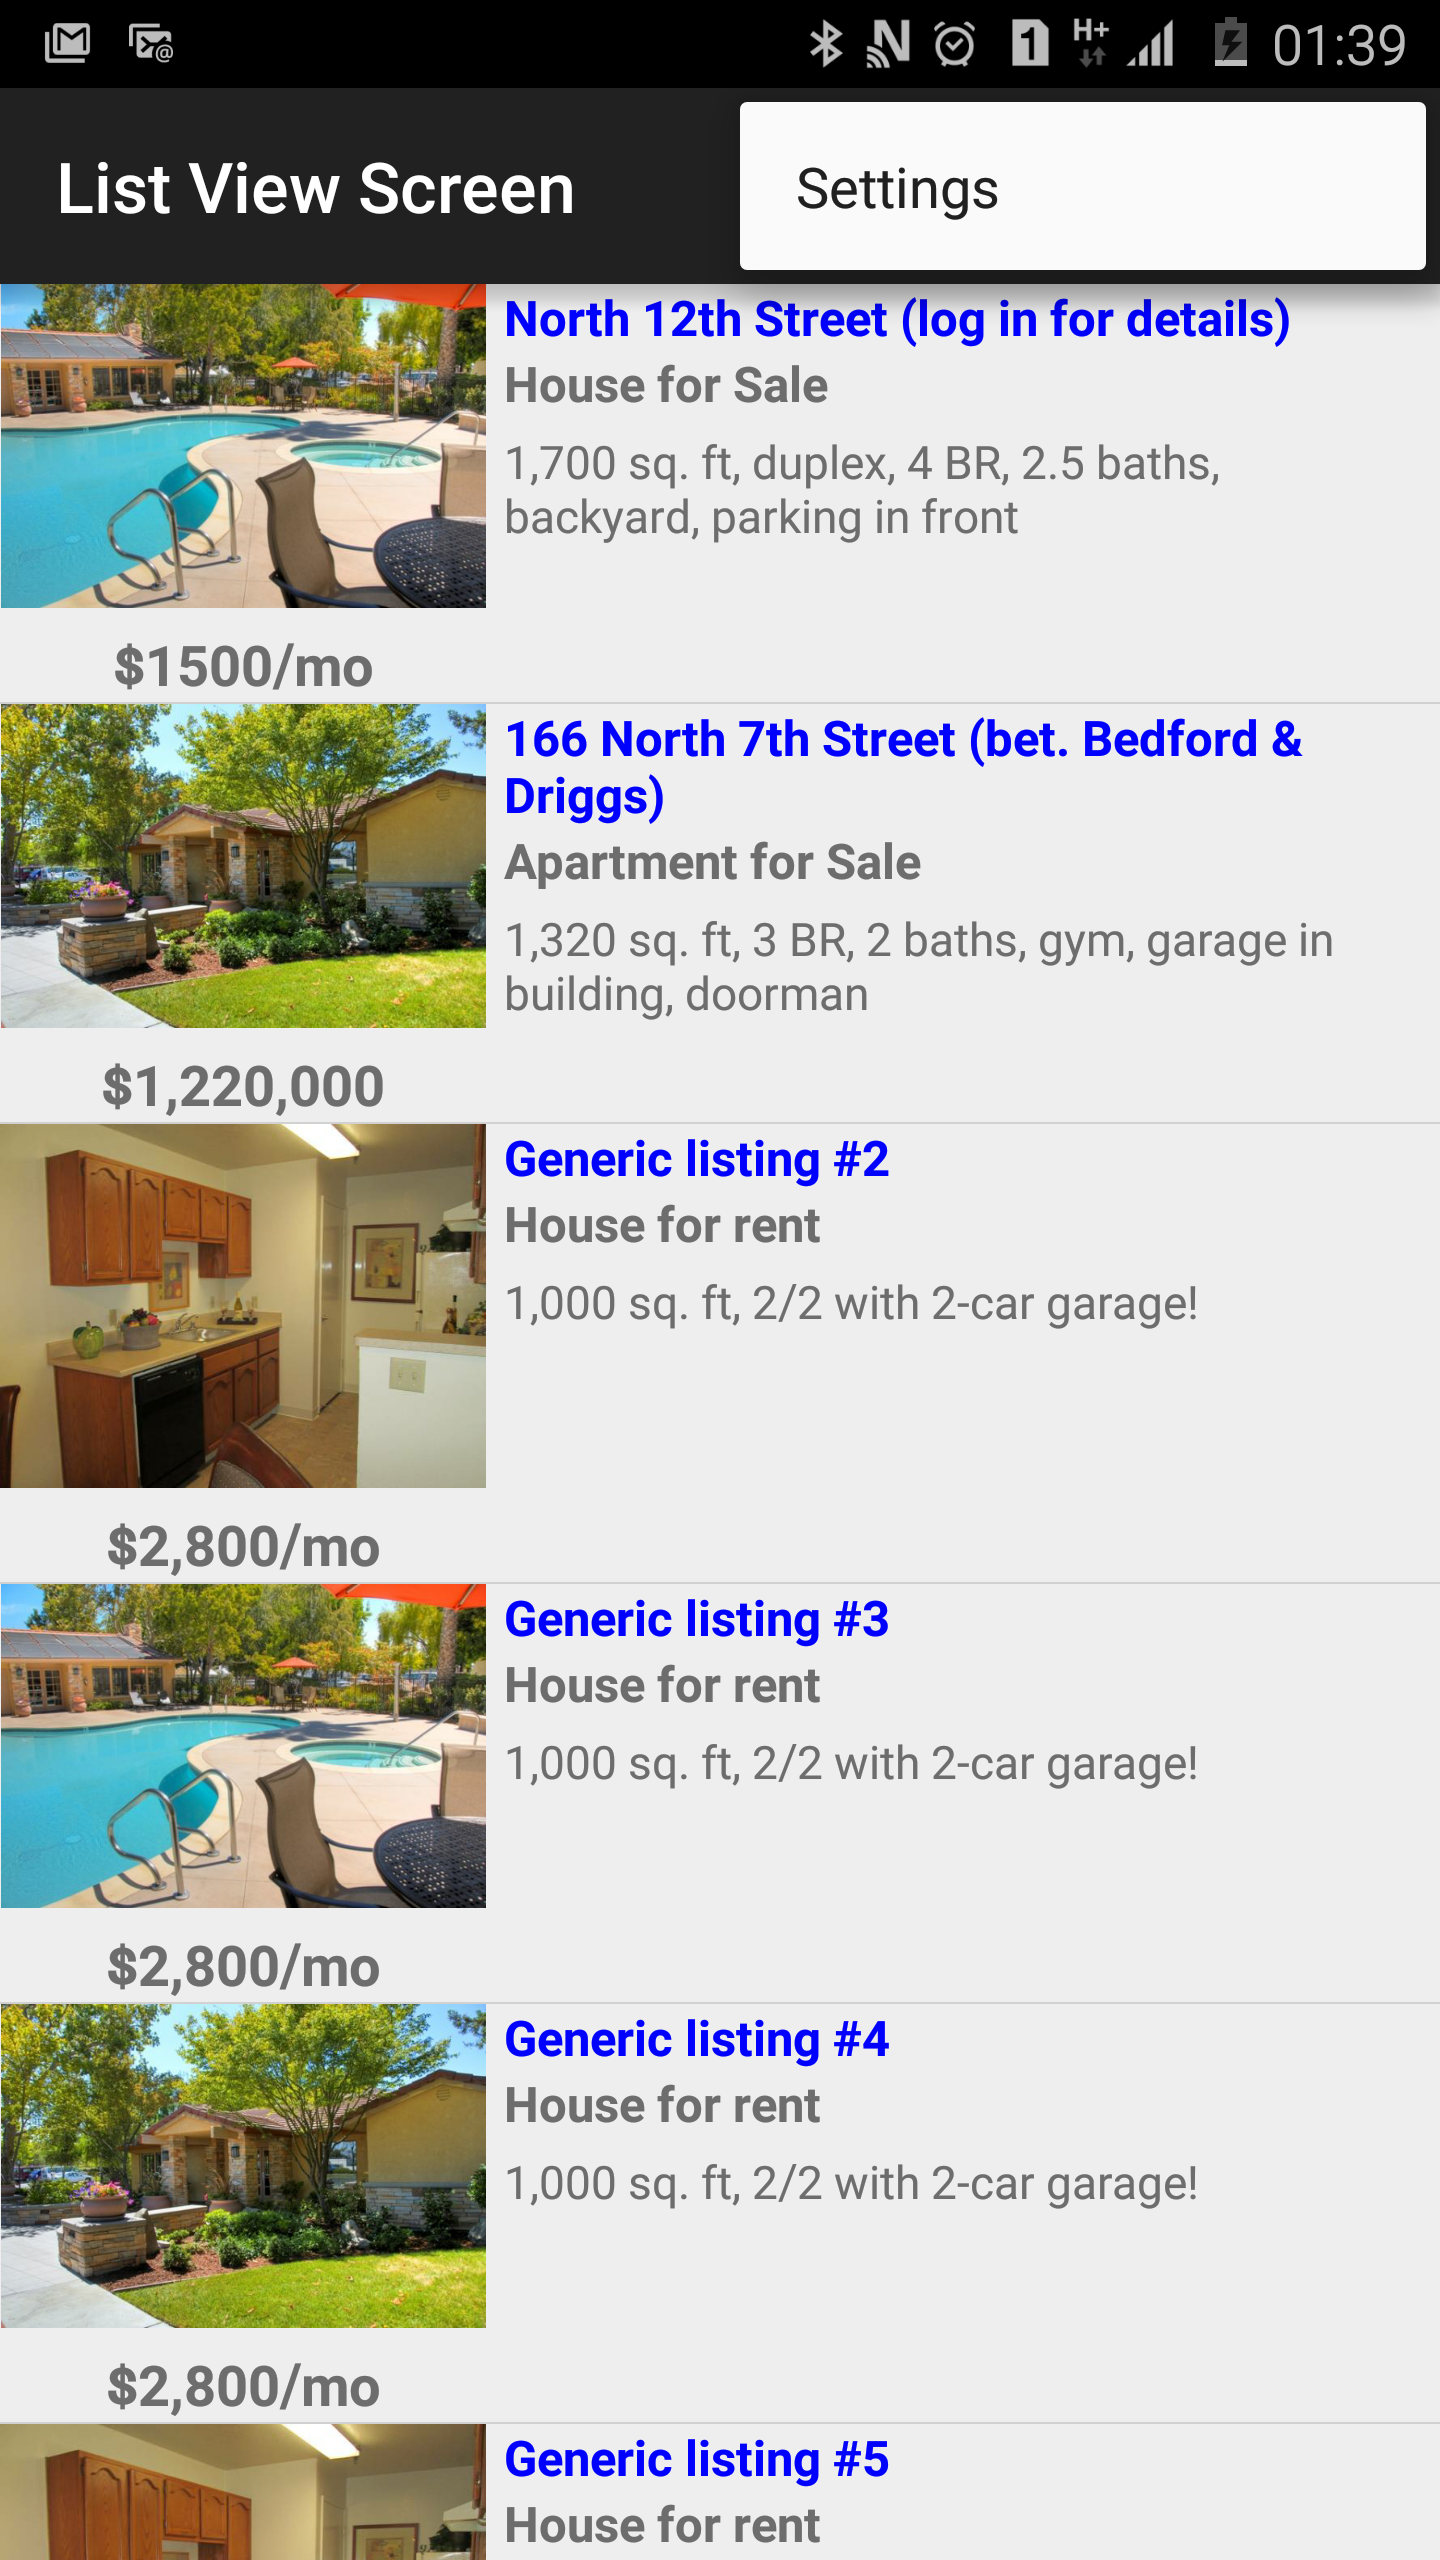 01:39
List View Screen
Settings
North 12th Street (log in for details)
House for Sale
1,700 sq. ft, duplex, 4 BR, 2.5 baths,
backyard, parking in front
$1500/mo
166 North 7th Street (bet. Bedford &
Driggs)
Apartment for Sale
1,320 sq. ft, 3 BR, 2 baths, gym, garage in
building, doorman
$1,220,000
Generic listing #2
House for rent
1,000 sq. ft, 2/2 with 2-car garage!
$2,800/mo
Generic listing #3
House for rent
1,000 sq. ft, 2/2 with 2-car garage!
$2,800/mo
Generic listing #4
House for rent
1,000 sq. ft, 2/2 with 2-car garage!
$2,800/mo
Generic listing #5
House for rent